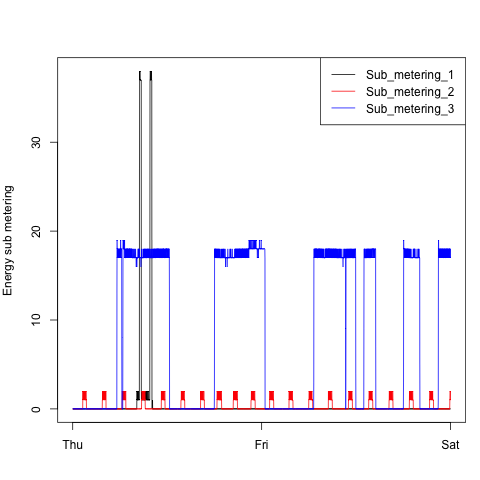 Sub_metering_1
Sub_metering_2
Sub_metering_3
Energy sub metering
30
20
10
0
Thu
Fri
Sat